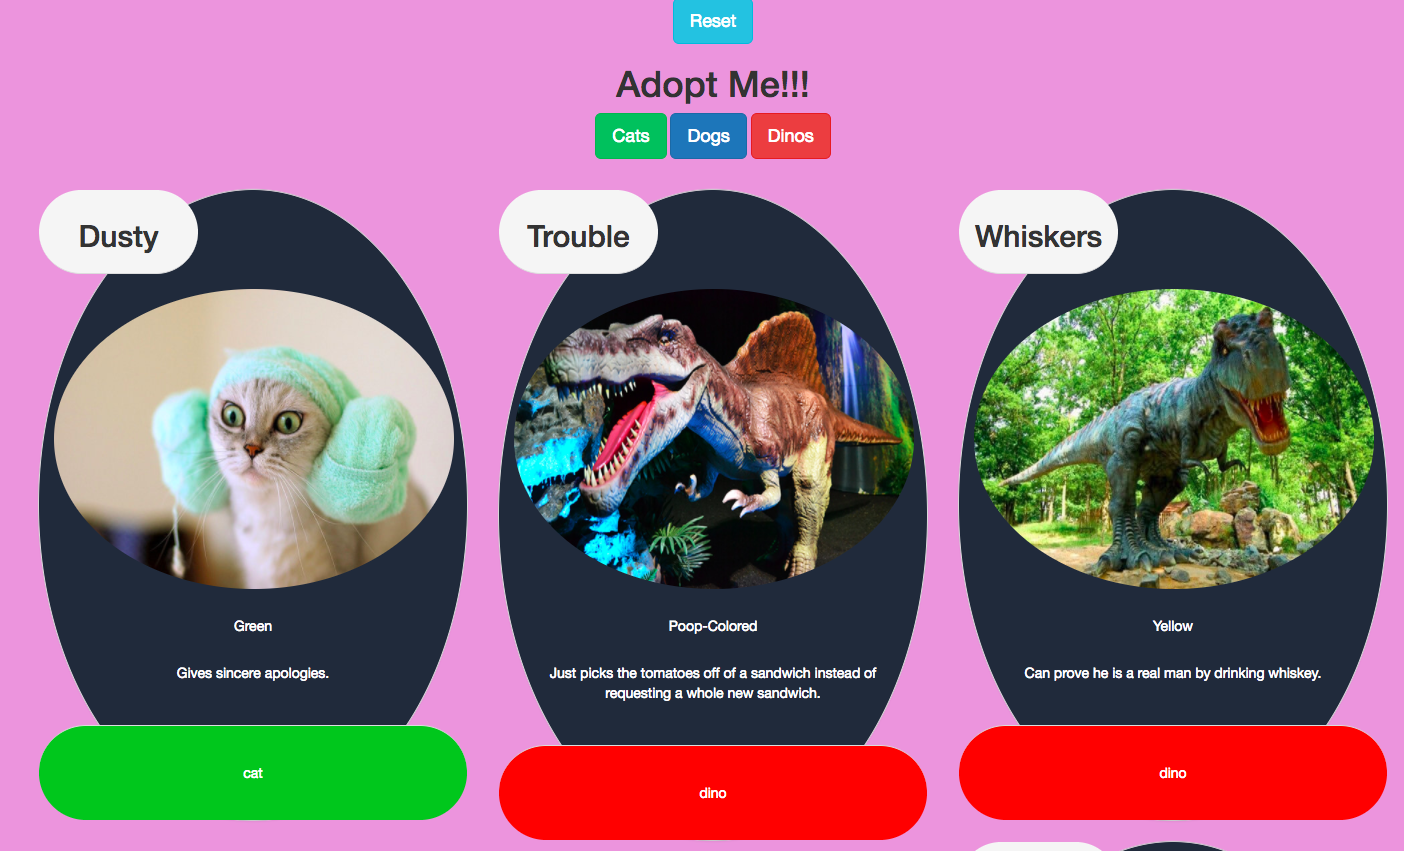 Reset
Adopt Me!!!
Cats Dogs Dinos
Dusty
Green
Gives sincere apologies.
cat
Trouble
Poop-Colored
Just picks the tomatoes off of a sandwich instead of
requesting a whole new sandwich.
dino
Whiskers
Yellow
Can prove he is a real man by drinking whiskey.
dino